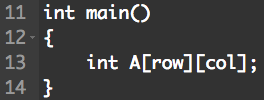 11 int main()
12 {
13     int A[row][col];
14 }